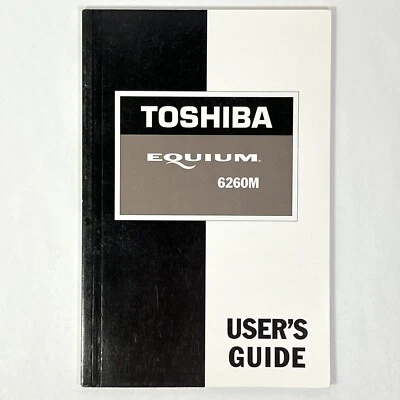 TOSHIBA
EQUIUM
6260M
USER'S
GUIDE